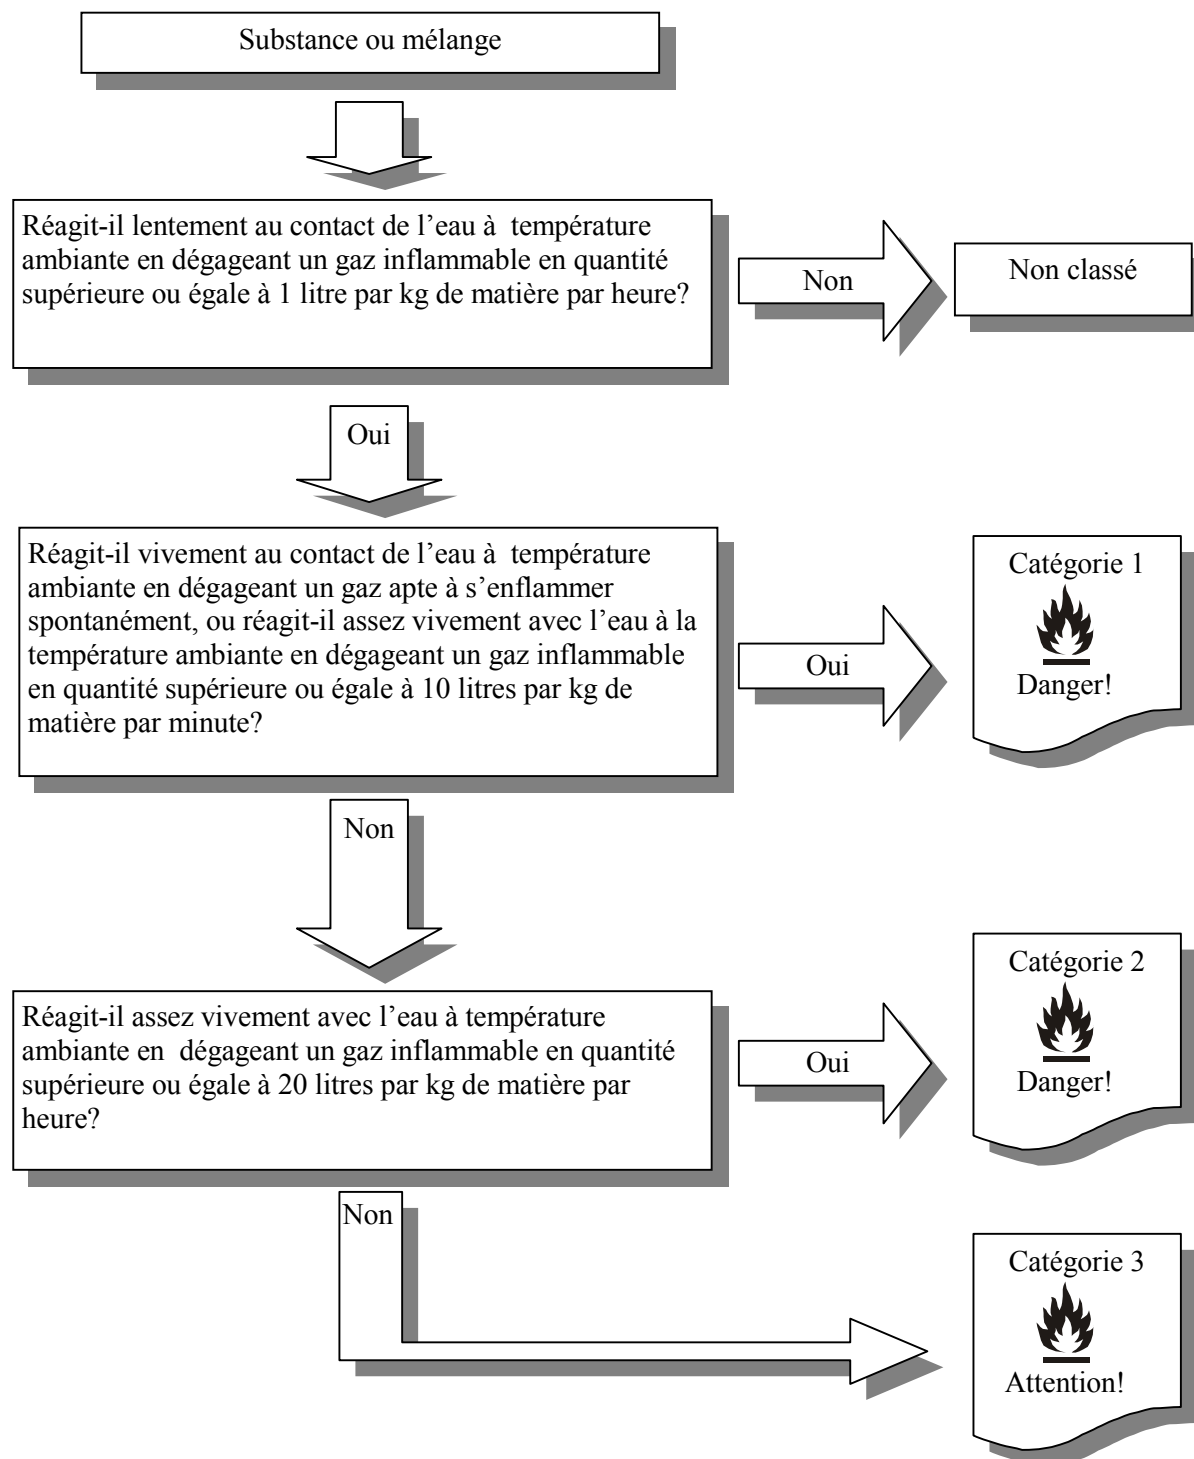 Substance ou mélange
Réagit-il lentement au contact de l’eau à température
ambiante en dégageant un gaz inflammable en quantité
supérieure ou égale à 1 litre par kg de matière par heure?
Non
Non classé
Oui
Réagit-il vivement au contact de l’eau à température
ambiante en dégageant un gaz apte à s’enflammer
spontanément, ou réagit-il assez vivement avec l’eau à la
température ambiante en dégageant un gaz inflammable
en quantité supérieure ou égale à 10 litres par kg de
matière par minute?
Oui
Catégorie 1
Danger!
Non
Réagit-il assez vivement avec l’eau à température
ambiante en dégageant un gaz inflammable en quantité
supérieure ou égale à 20 litres par kg de matière par
heure?
Oui
Catégorie 2
Danger!
Non
Catégorie 3
Attention!